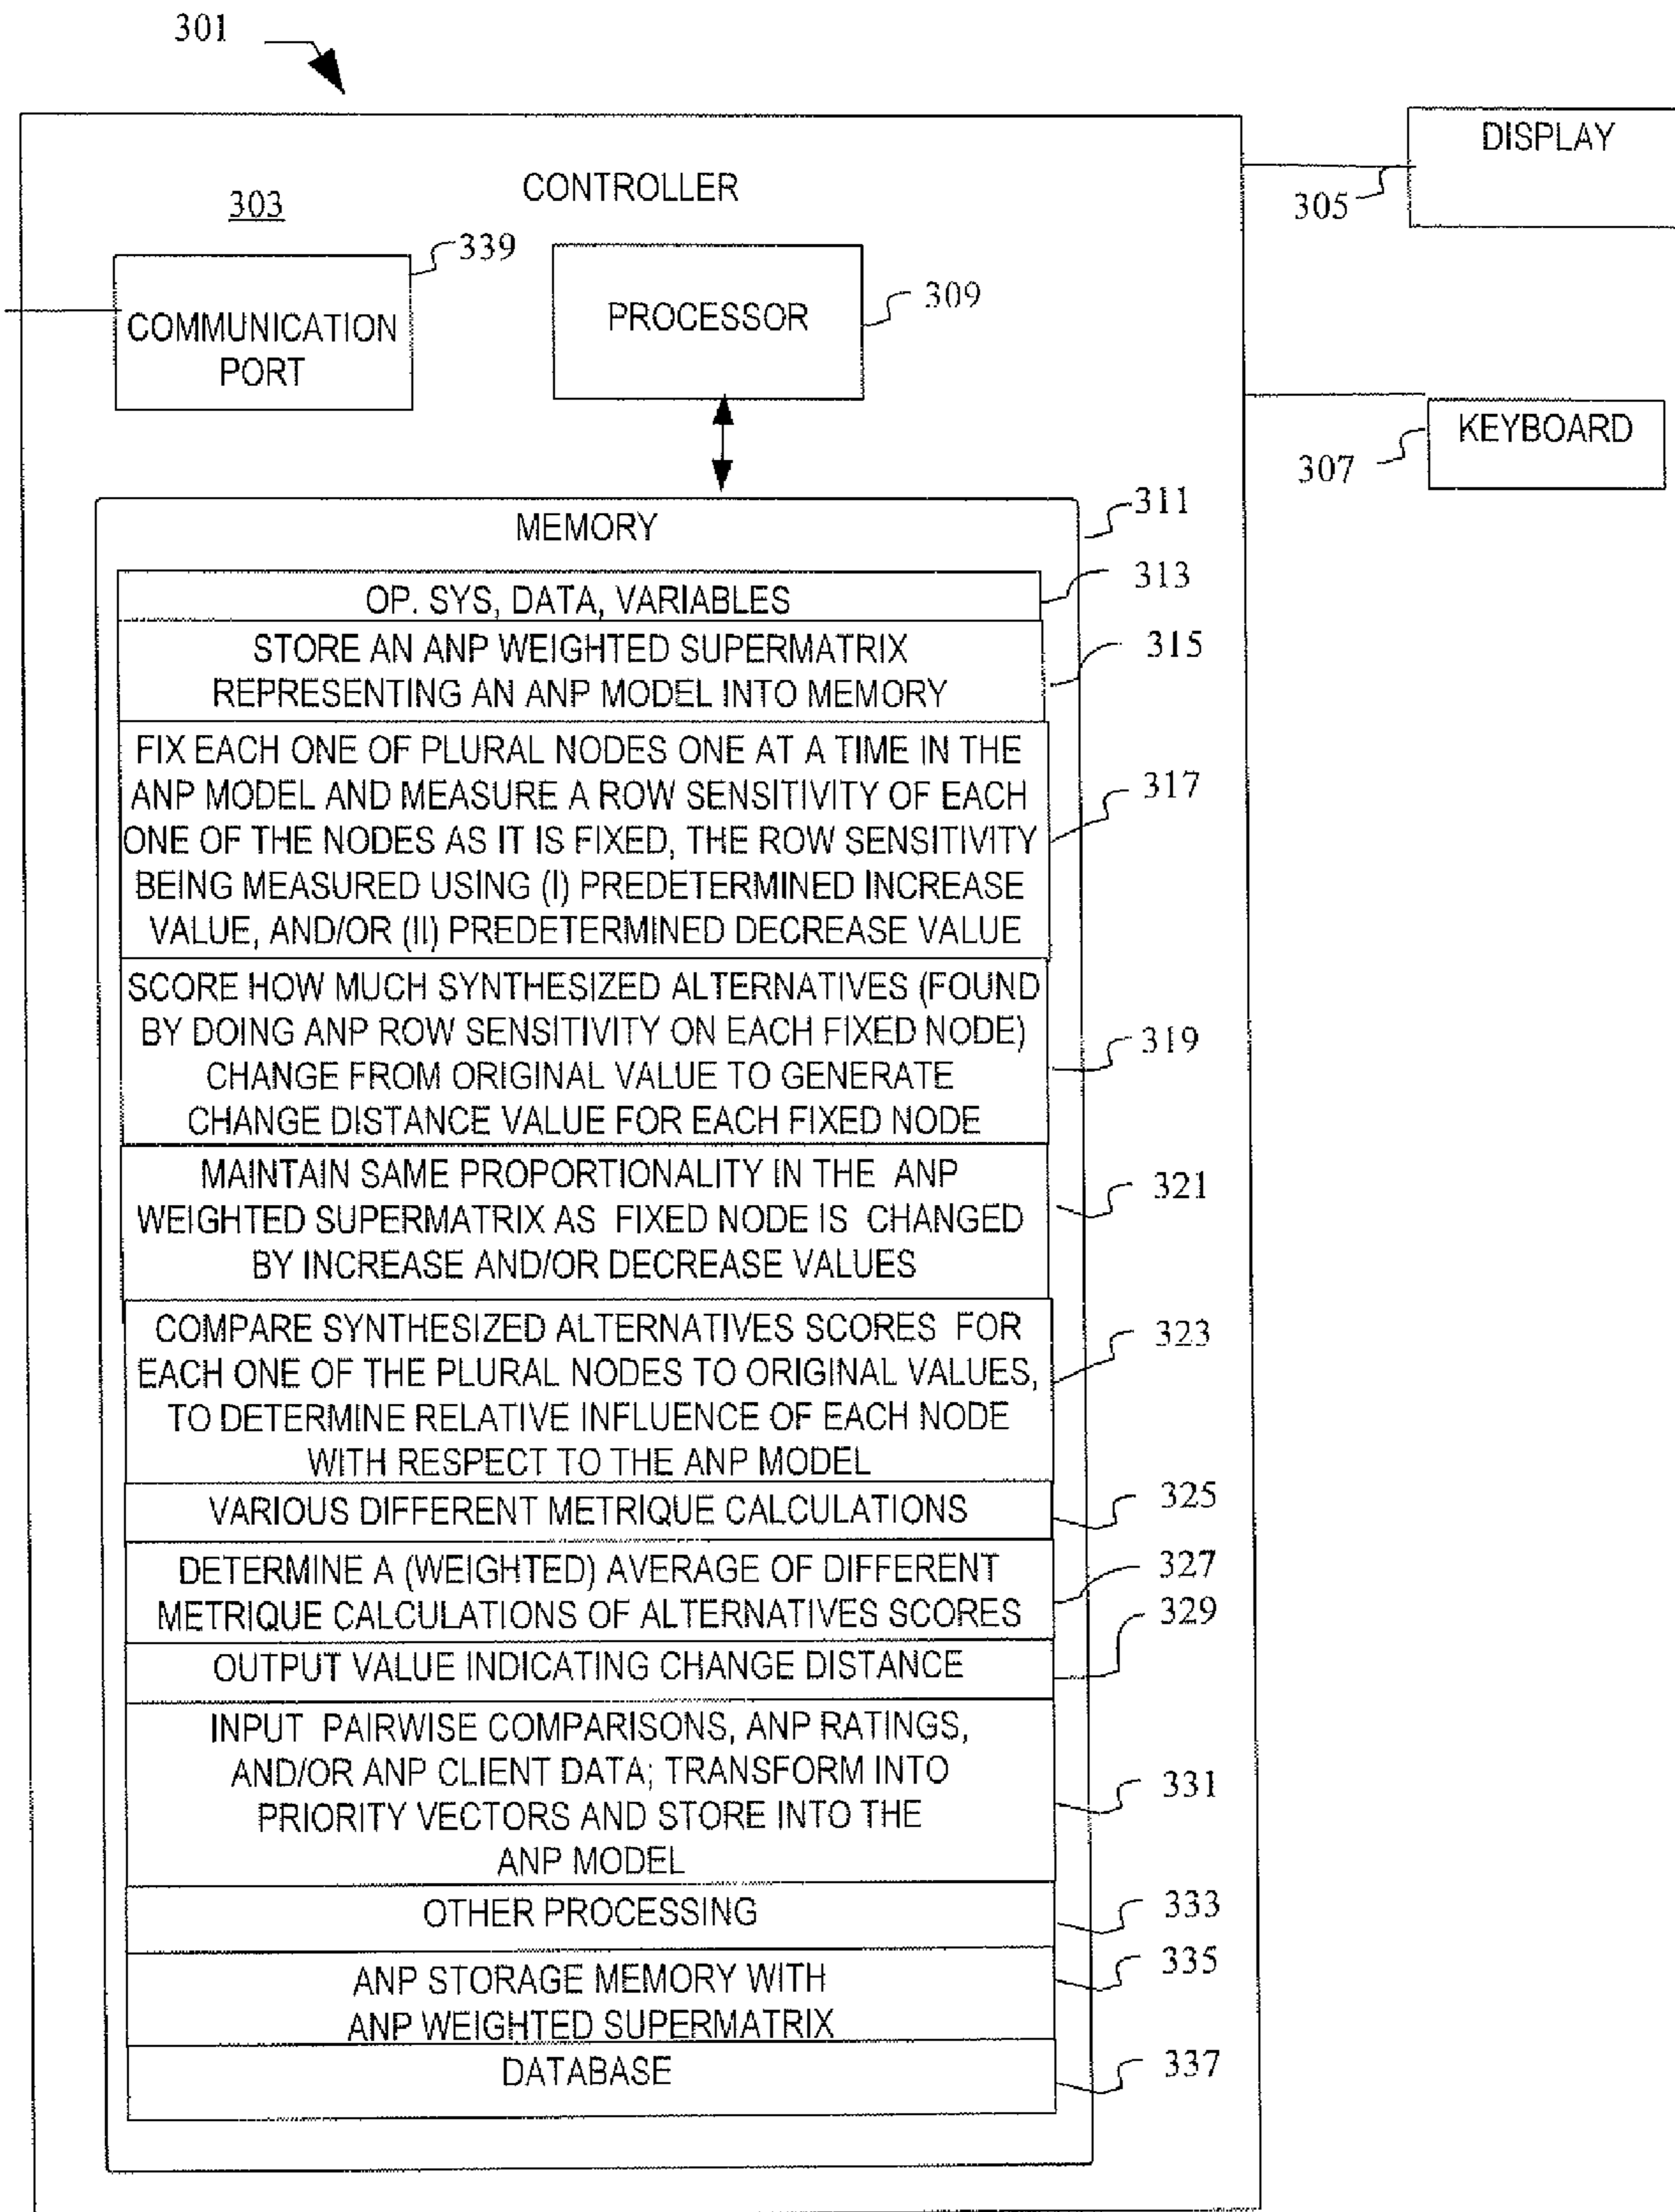 301
DISPLAY
305
CONTROLLER
303
339
COMMUNICATION
PORT
PROCESSOR
309
KEYBOARD
307
MEMORY
311
OP. SYS, DATA, VARIABLES
313
STORE AN ANP WEIGHTED SUPERMATRIX
REPRESENTING AN ANP MODEL INTO MEMORY
315
FIX EACH ONE OF PLURAL NODES ONE AT A TIME IN THE
ANP MODEL AND MEASURE A ROW SENSITIVITY OF EACH
ONE OF THE NODES AS IT IS FIXED, THE ROW SENSITIVITY
BEING MEASURED USING (I) PREDETERMINED INCREASE
VALUE, AND/OR (II) PREDETERMINED DECREASE VALUE
317
SCORE HOW MUCH SYNTHESIZED ALTERNATIVES (FOUND
BY DOING ANP ROW SENSITIVITY ON EACH FIXED NODE)
CHANGE FROM ORIGINAL VALUE TO GENERATE
CHANGE DISTANCE VALUE FOR EACH FIXED NODE
319
MAINTAIN SAME PROPORTIONALITY IN THE ANP
WEIGHTED SUPERMATRIX AS FIXED NODE IS CHANGED
BY INCREASE AND/OR DECREASE VALUES
321
COMPARE SYNTHESIZED ALTERNATIVES SCORES FOR
EACH ONE OF THE PLURAL NODES TO ORIGINAL VALUES,
TO DETERMINE RELATIVE INFLUENCE OF EACH NODE
WITH RESPECT TO THE ANP MODEL
323
VARIOUS DIFFERENT METRIQUE CALCULATIONS
325
DETERMINE A (WEIGHTED) AVERAGE OF DIFFERENT
METRIQUE CALCULATIONS OF ALTERNATIVES SCORES
327
OUTPUT VALUE INDICATING CHANGE DISTANCE
329
INPUT PAIRWISE COMPARISONS, ANP RATINGS,
AND/OR ANP CLIENT DATA; TRANSFORM INTO
PRIORITY VECTORS AND STORE INTO THE
ANP MODEL
331
OTHER PROCESSING
333
ANP STORAGE MEMORY WITH
ANP WEIGHTED SUPERMATRIX
335
DATABASE
337